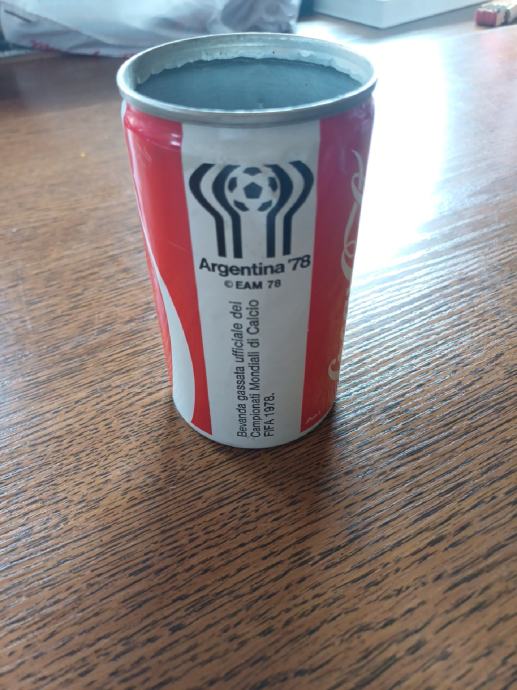 Argentina '78
© EAM 78
Bevanda gassata ufficiale dei
Campionati Mondiali di Calcio
FIFA 1978.